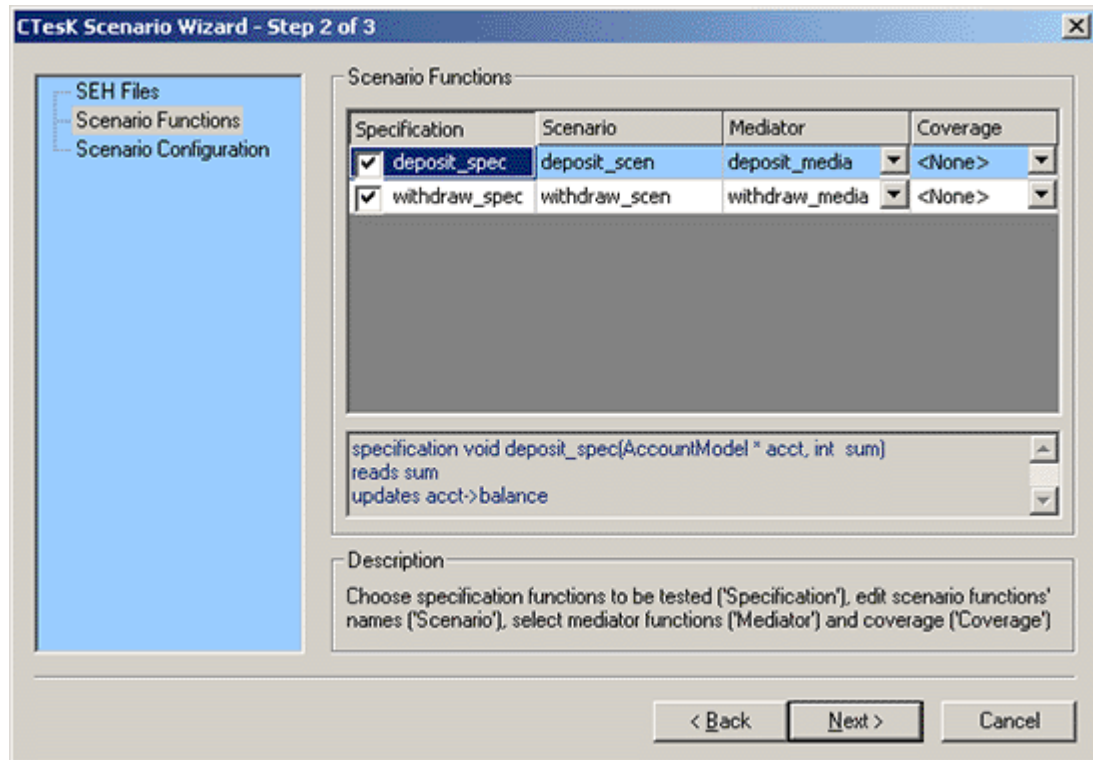 CTesK Scenario Wizard - Step 2 of 3
SEH Files
Scenario Functions
Scenario Configuration
Scenario Functions
Specification Scenario Mediator Coverage
deposit_spec deposit_scen deposit_media <None>
withdraw_spec withdraw_scen withdraw_media <None>
specification void deposit_spec(AccountModel * acct, int sum)
reads sum
updates acct->balance
Description
Choose specification functions to be tested ('Specification'), edit scenario functions'
names ('Scenario'), select mediator functions ('Mediator') and coverage ('Coverage')
< Back Next > Cancel